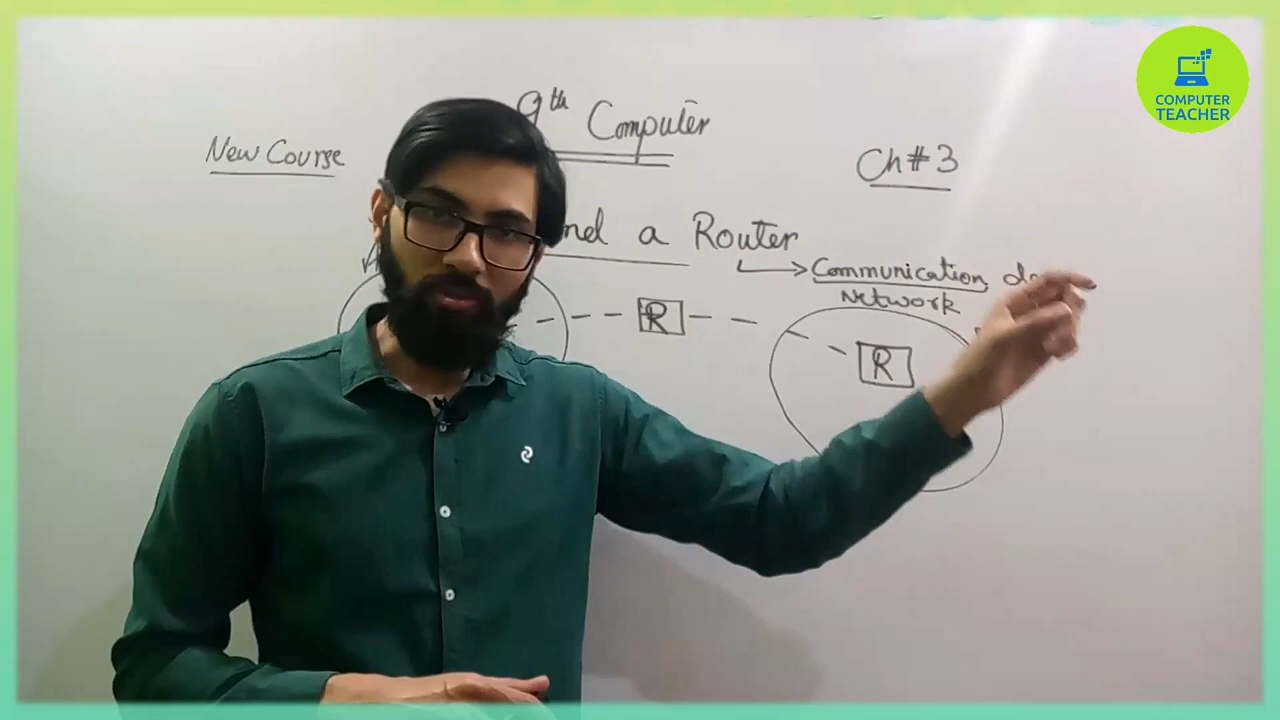 COMPUTER
TEACHER
9th Computer
New Course
Ch#3
a Router
Communication
Network
R
R